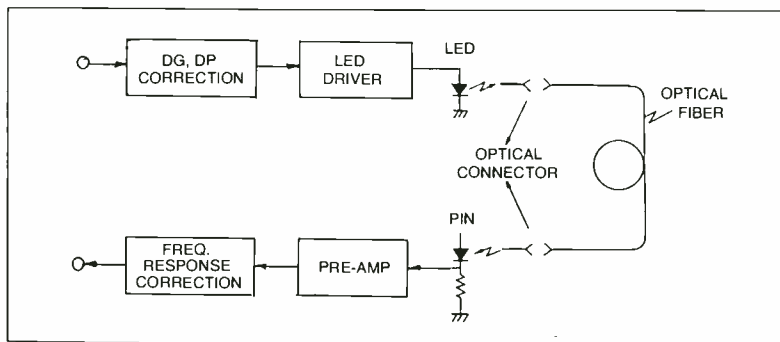 DG, DP
CORRECTION
LED
DRIVER
LED
OPTICAL
FIBER
OPTICAL
CONNECTOR
PIN
FREQ.
RESPONSE
CORRECTION
PRE-AMP